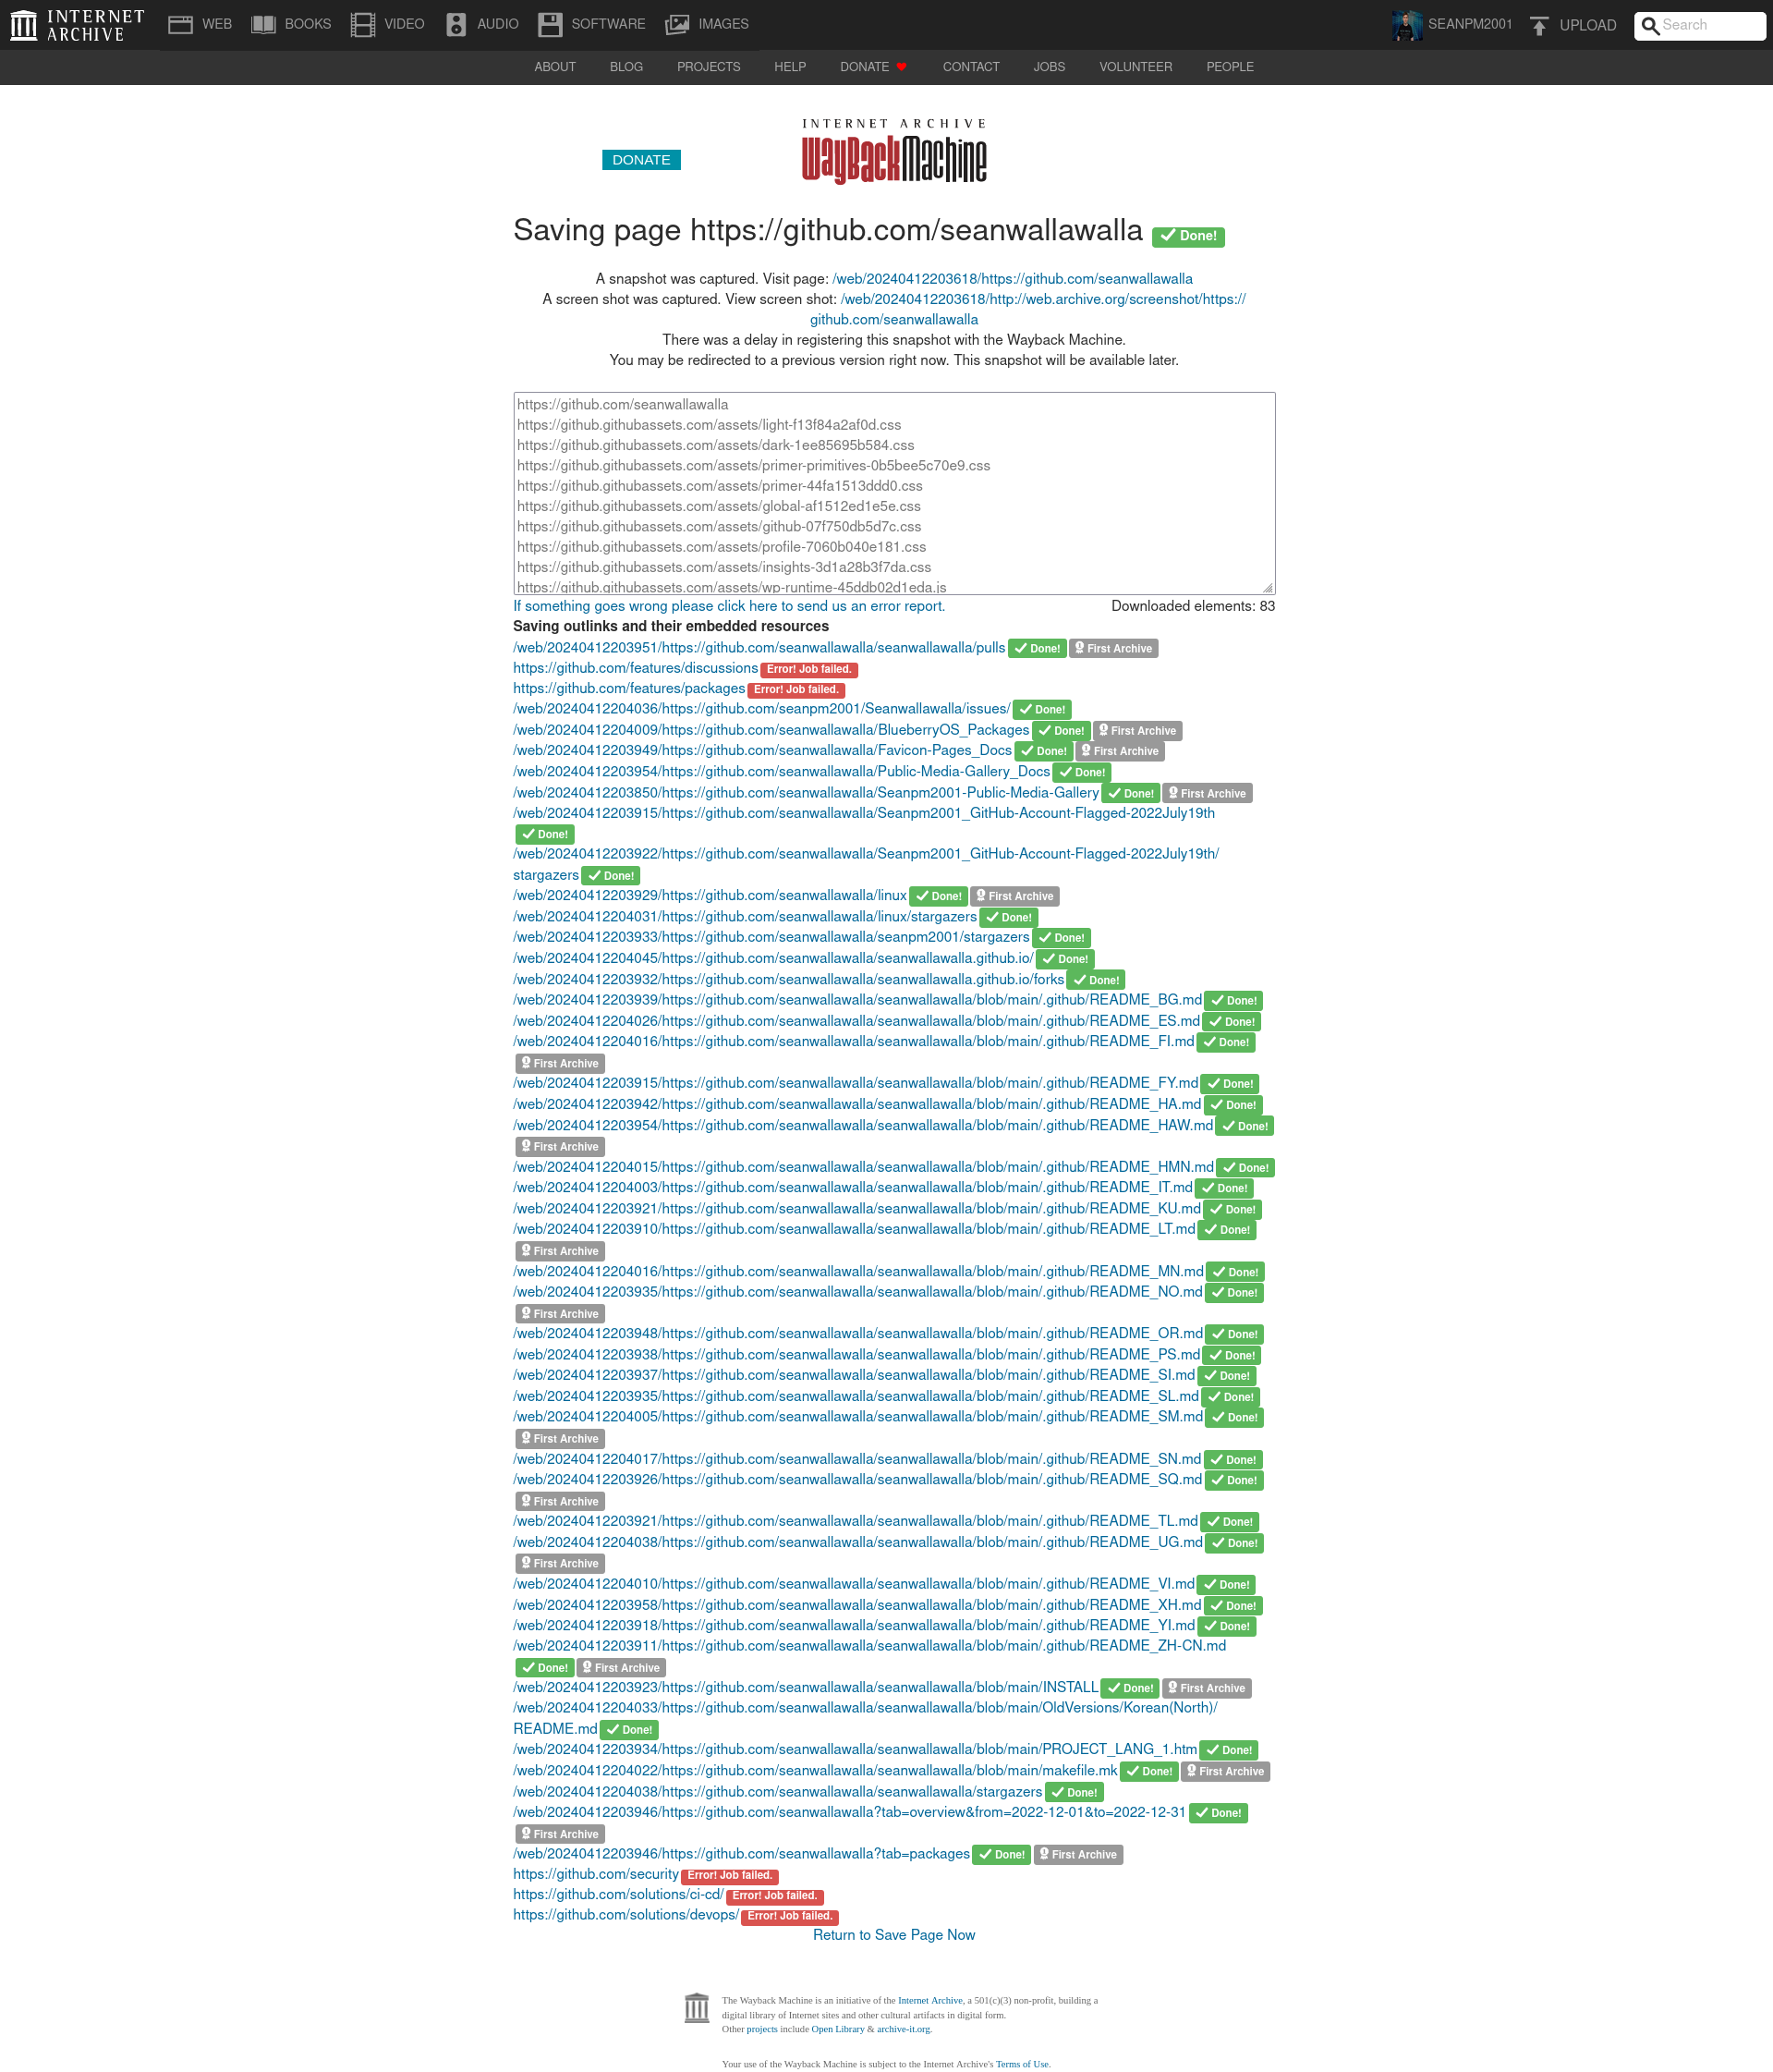 INTERNET ARCHIVE WEB BOOKS VIDEO AUDIO SOFTWARE IMAGES SEANPM2001 UPLOAD Search
ABOUT BLOG PROJECTS HELP DONATE CONTACT JOBS VOLUNTEER PEOPLE
INTERNET ARCHIVE
DONATE WayBackMachine
Saving page https://github.com/seanwallawalla Done!
A snapshot was captured. Visit page: /web/20240412203618/https://github.com/seanwallawalla
A screen shot was captured. View screen shot: /web/20240412203618/http://web.archive.org/screenshot/https://
github.com/seanwallawalla
There was a delay in registering this snapshot with the Wayback Machine.
You may be redirected to a previous version right now. This snapshot will be available later.
https://github.com/seanwallawalla
https://github.githubassets.com/assets/light-f13f84a2af0d.css
https://github.githubassets.com/assets/dark-1ee85695b584.css
https://github.githubassets.com/assets/primer-primitives-0b5bee5c70e9.css
https://github.githubassets.com/assets/primer-44fa1513ddd0.css
https://github.githubassets.com/assets/global-af1512ed1e5e.css
https://github.githubassets.com/assets/github-07f750db5d7c.css
https://github.githubassets.com/assets/profile-7060b040e181.css
https://github.githubassets.com/assets/insights-3d1a28b3f7da.css
https://github.githubassets.com/assets/wp-runtime-45ddb02d1eda.js
If something goes wrong please click here to send us an error report. Downloaded elements: 83
Saving outlinks and their embedded resources
/web/20240412203951/https://github.com/seanwallawalla/seanwallawalla/pulls Done! First Archive
https://github.com/features/discussions Error! Job failed.
https://github.com/features/packages Error! Job failed.
/web/20240412204036/https://github.com/seanpm2001/Seanwallawalla/issues/ Done!
/web/20240412204009/https://github.com/seanwallawalla/BlueberryOS_Packages Done! First Archive
/web/20240412203949/https://github.com/seanwallawalla/Favicon-Pages_Docs Done! First Archive
/web/20240412203954/https://github.com/seanwallawalla/Public-Media-Gallery_Docs Done!
/web/20240412203850/https://github.com/seanwallawalla/Seanpm2001-Public-Media-Gallery Done! First Archive
/web/20240412203915/https://github.com/seanwallawalla/Seanpm2001_GitHub-Account-Flagged-2022July19th
Done!
/web/20240412203922/https://github.com/seanwallawalla/Seanpm2001_GitHub-Account-Flagged-2022July19th/
stargazers Done!
/web/20240412203929/https://github.com/seanwallawalla/linux Done! First Archive
/web/20240412204031/https://github.com/seanwallawalla/linux/stargazers Done!
/web/20240412203933/https://github.com/seanwallawalla/seanpm2001/stargazers Done!
/web/20240412204045/https://github.com/seanwallawalla/seanwallawalla.github.io/ Done!
/web/20240412203932/https://github.com/seanwallawalla/seanwallawalla.github.io/forks Done!
/web/20240412203939/https://github.com/seanwallawalla/seanwallawalla/blob/main/.github/README_BG.md Done!
/web/20240412204026/https://github.com/seanwallawalla/seanwallawalla/blob/main/.github/README_ES.md Done!
/web/20240412204016/https://github.com/seanwallawalla/seanwallawalla/blob/main/.github/README_FI.md Done!
First Archive
/web/20240412203915/https://github.com/seanwallawalla/seanwallawalla/blob/main/.github/README_FY.md Done!
/web/20240412203942/https://github.com/seanwallawalla/seanwallawalla/blob/main/.github/README_HA.md Done!
/web/20240412203954/https://github.com/seanwallawalla/seanwallawalla/blob/main/.github/README_HAW.md Done!
First Archive
/web/20240412204015/https://github.com/seanwallawalla/seanwallawalla/blob/main/.github/README_HMN.md Done!
/web/20240412204003/https://github.com/seanwallawalla/seanwallawalla/blob/main/.github/README_IT.md Done!
/web/20240412203921/https://github.com/seanwallawalla/seanwallawalla/blob/main/.github/README_KU.md Done!
/web/20240412203910/https://github.com/seanwallawalla/seanwallawalla/blob/main/.github/README_LT.md Done!
First Archive
/web/20240412204016/https://github.com/seanwallawalla/seanwallawalla/blob/main/.github/README_MN.md Done!
/web/20240412203935/https://github.com/seanwallawalla/seanwallawalla/blob/main/.github/README_NO.md Done!
First Archive
/web/20240412203948/https://github.com/seanwallawalla/seanwallawalla/blob/main/.github/README_OR.md Done!
/web/20240412203938/https://github.com/seanwallawalla/seanwallawalla/blob/main/.github/README_PS.md Done!
/web/20240412203937/https://github.com/seanwallawalla/seanwallawalla/blob/main/.github/README_SI.md Done!
/web/20240412203935/https://github.com/seanwallawalla/seanwallawalla/blob/main/.github/README_SL.md Done!
/web/20240412204005/https://github.com/seanwallawalla/seanwallawalla/blob/main/.github/README_SM.md Done!
First Archive
/web/20240412204017/https://github.com/seanwallawalla/seanwallawalla/blob/main/.github/README_SN.md Done!
/web/20240412203926/https://github.com/seanwallawalla/seanwallawalla/blob/main/.github/README_SQ.md Done!
First Archive
/web/20240412203921/https://github.com/seanwallawalla/seanwallawalla/blob/main/.github/README_TL.md Done!
/web/20240412204038/https://github.com/seanwallawalla/seanwallawalla/blob/main/.github/README_UG.md Done!
First Archive
/web/20240412204010/https://github.com/seanwallawalla/seanwallawalla/blob/main/.github/README_VI.md Done!
/web/20240412203958/https://github.com/seanwallawalla/seanwallawalla/blob/main/.github/README_XH.md Done!
/web/20240412203918/https://github.com/seanwallawalla/seanwallawalla/blob/main/.github/README_YI.md Done!
/web/20240412203911/https://github.com/seanwallawalla/seanwallawalla/blob/main/.github/README_ZH-CN.md
Done! First Archive
/web/20240412203923/https://github.com/seanwallawalla/seanwallawalla/blob/main/INSTALL Done! First Archive
/web/20240412204033/https://github.com/seanwallawalla/seanwallawalla/blob/main/OldVersions/Korean(North)/
README.md Done!
/web/20240412203934/https://github.com/seanwallawalla/seanwallawalla/blob/main/PROJECT_LANG_1.htm Done!
/web/20240412204022/https://github.com/seanwallawalla/seanwallawalla/blob/main/makefile.mk Done! First Archive
/web/20240412204038/https://github.com/seanwallawalla/seanwallawalla/stargazers Done!
/web/20240412203946/https://github.com/seanwallawalla?tab=overview&from=2022-12-01&to=2022-12-31 Done!
First Archive
/web/20240412203946/https://github.com/seanwallawalla?tab=packages Done! First Archive
https://github.com/security Error! Job failed.
https://github.com/solutions/ci-cd/ Error! Job failed.
https://github.com/solutions/devops/ Error! Job failed.
Return to Save Page Now
The Wayback Machine is an initiative of the Internet Archive, a 501(c)(3) non-profit, building a
digital library of Internet sites and other cultural artifacts in digital form.
Other projects include Open Library & archive-it.org.
Your use of the Wayback Machine is subject to the Internet Archive's Terms of Use.